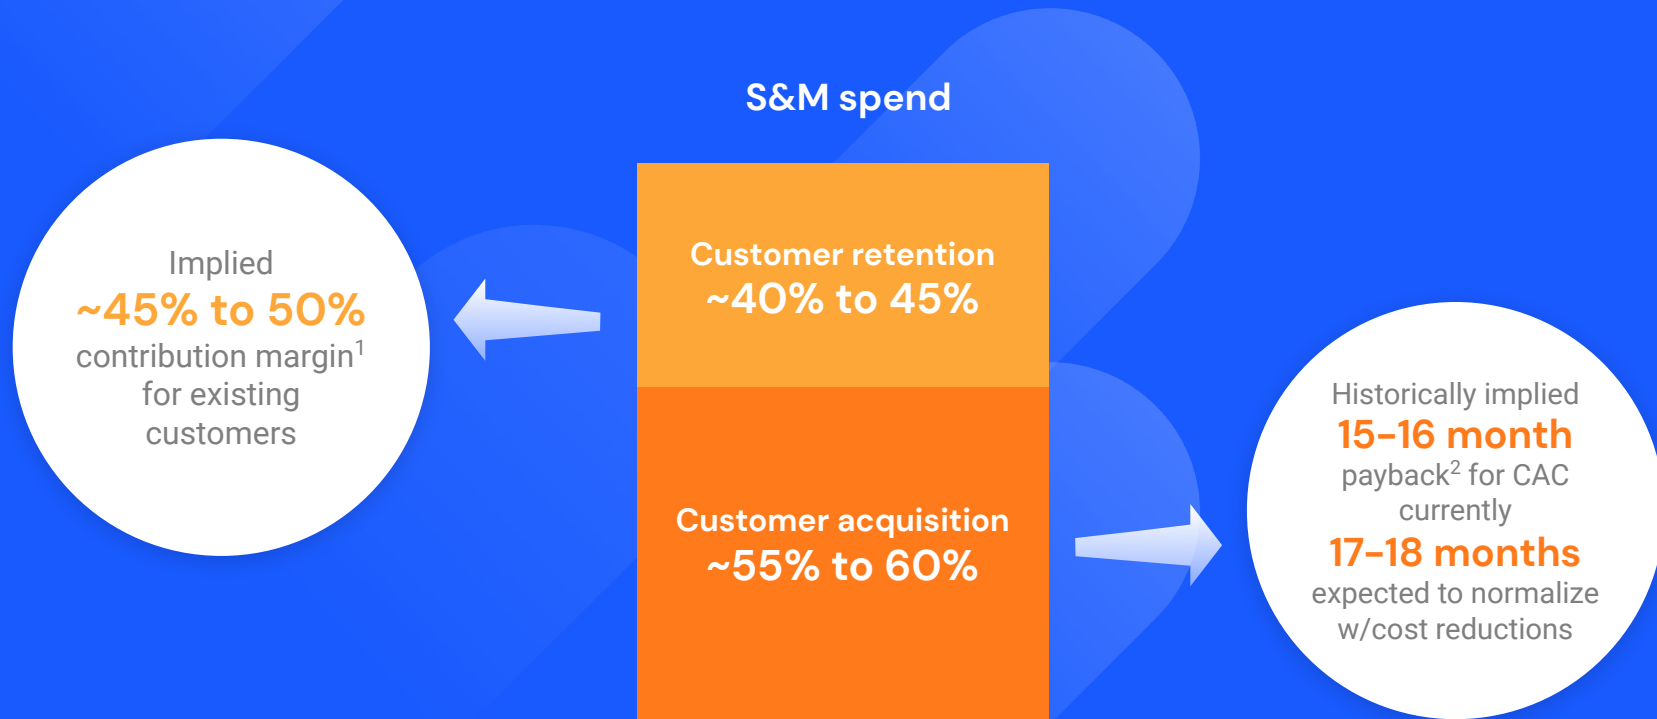 S&M spend
Implied
~45% to 50%
contribution margin1
for existing
customers
Customer retention
~40% to 45%
Customer acquisition
~55% to 60%
Historically implied
15-16 month
payback2 for CAC
currently
17-18 months
expected to normalize
w/cost reductions